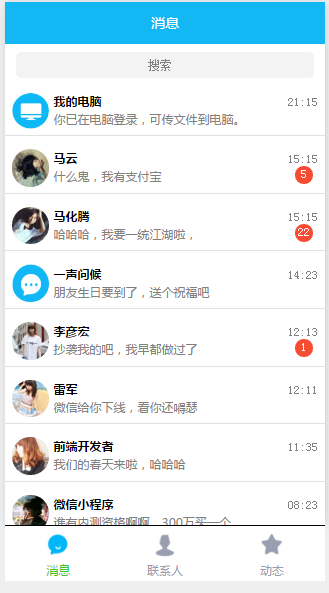 消息
搜索
我的电脑 21:15
你已在电脑登录，可传文件到电脑。
马云 15:15
什么鬼，我有支付宝 5
马化腾 15:15
哈哈哈，我要一统江湖啦， 22
一声问候 14:23
朋友生日要到了，送个祝福吧
李彦宏 12:13
抄袭我的吧，我早都做过了 1
雷军 12:11
微信给你下线，看你还嘚瑟
前端开发者 11:35
我们的春天来啦，哈哈哈
微信小程序 08:23
谁有内测资格啊啊，300万买一个
消息 联系人 动态